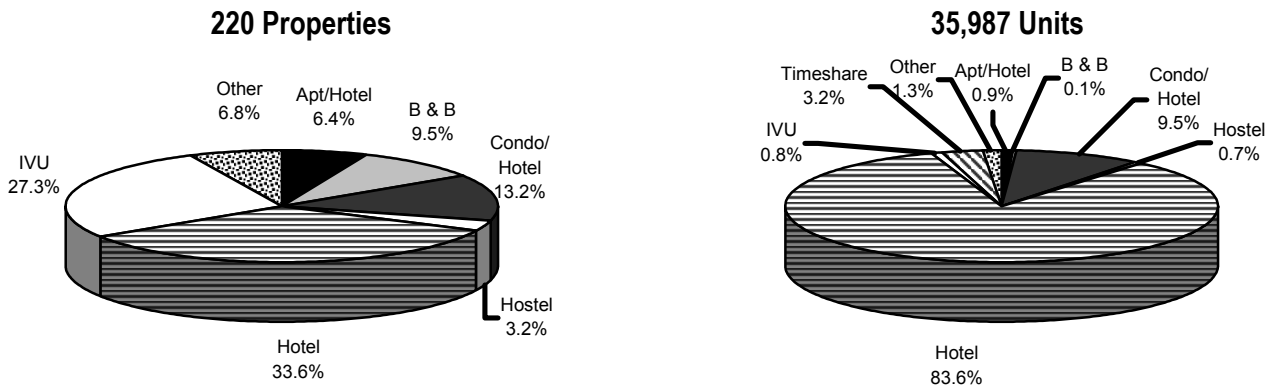 220 Properties
Other
6.8%
Apt/Hotel
6.4%
B & B
9.5%
Condo/
Hotel
13.2%
IVU
27.3%
Hostel
3.2%
Hotel
33.6%
35,987 Units
Timeshare
3.2%
Other
1.3%
Apt/Hotel
0.9%
B & B
0.1%
Condo/
Hotel
9.5%
IVU
0.8%
Hostel
0.7%
Hotel
83.6%